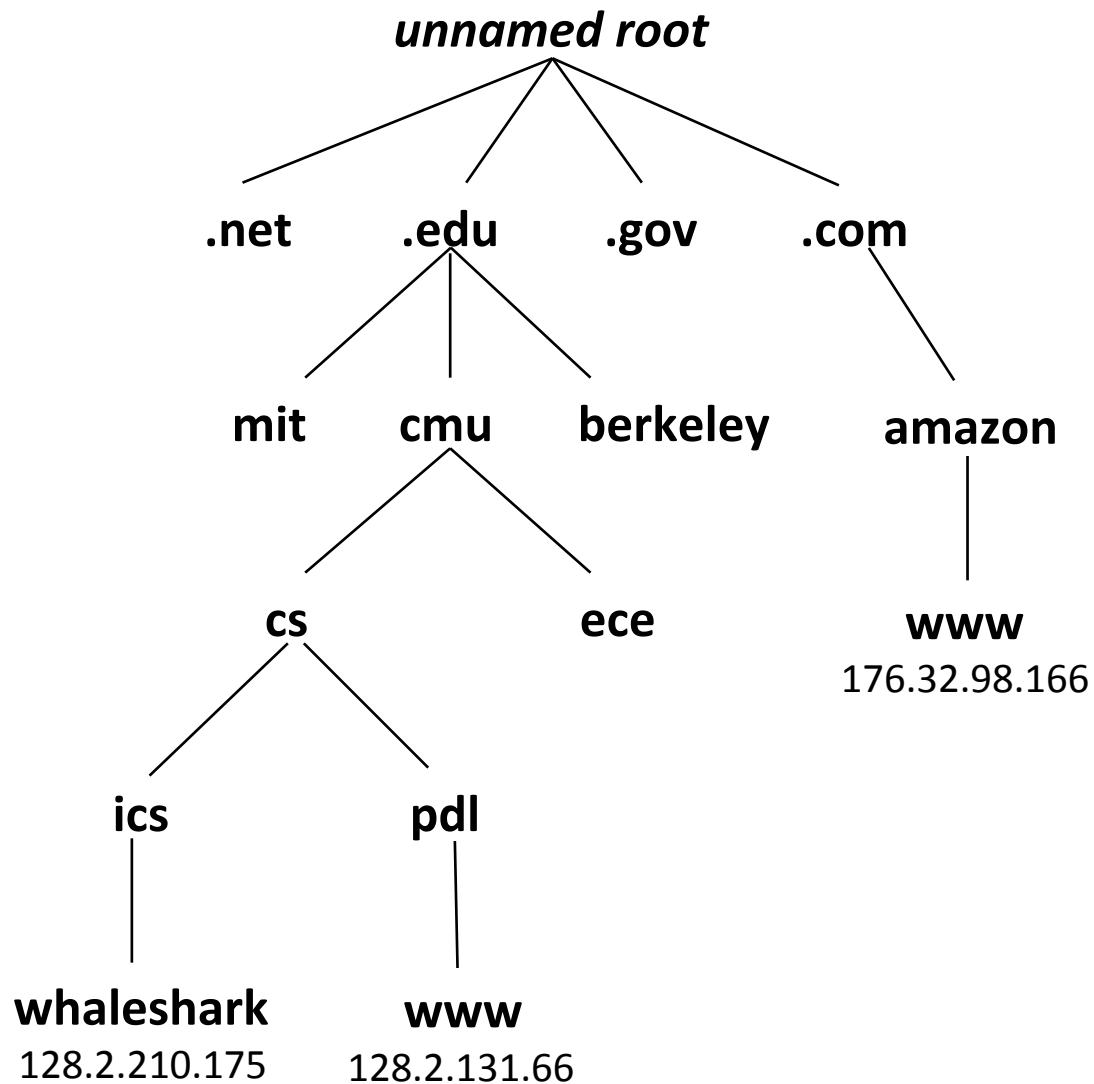 unnamed root
.net .edu .gov .com
mit cmu berkeley amazon
cs ece www
176.32.98.166
ics pdl
whaleshark www
128.2.210.175 128.2.131.66